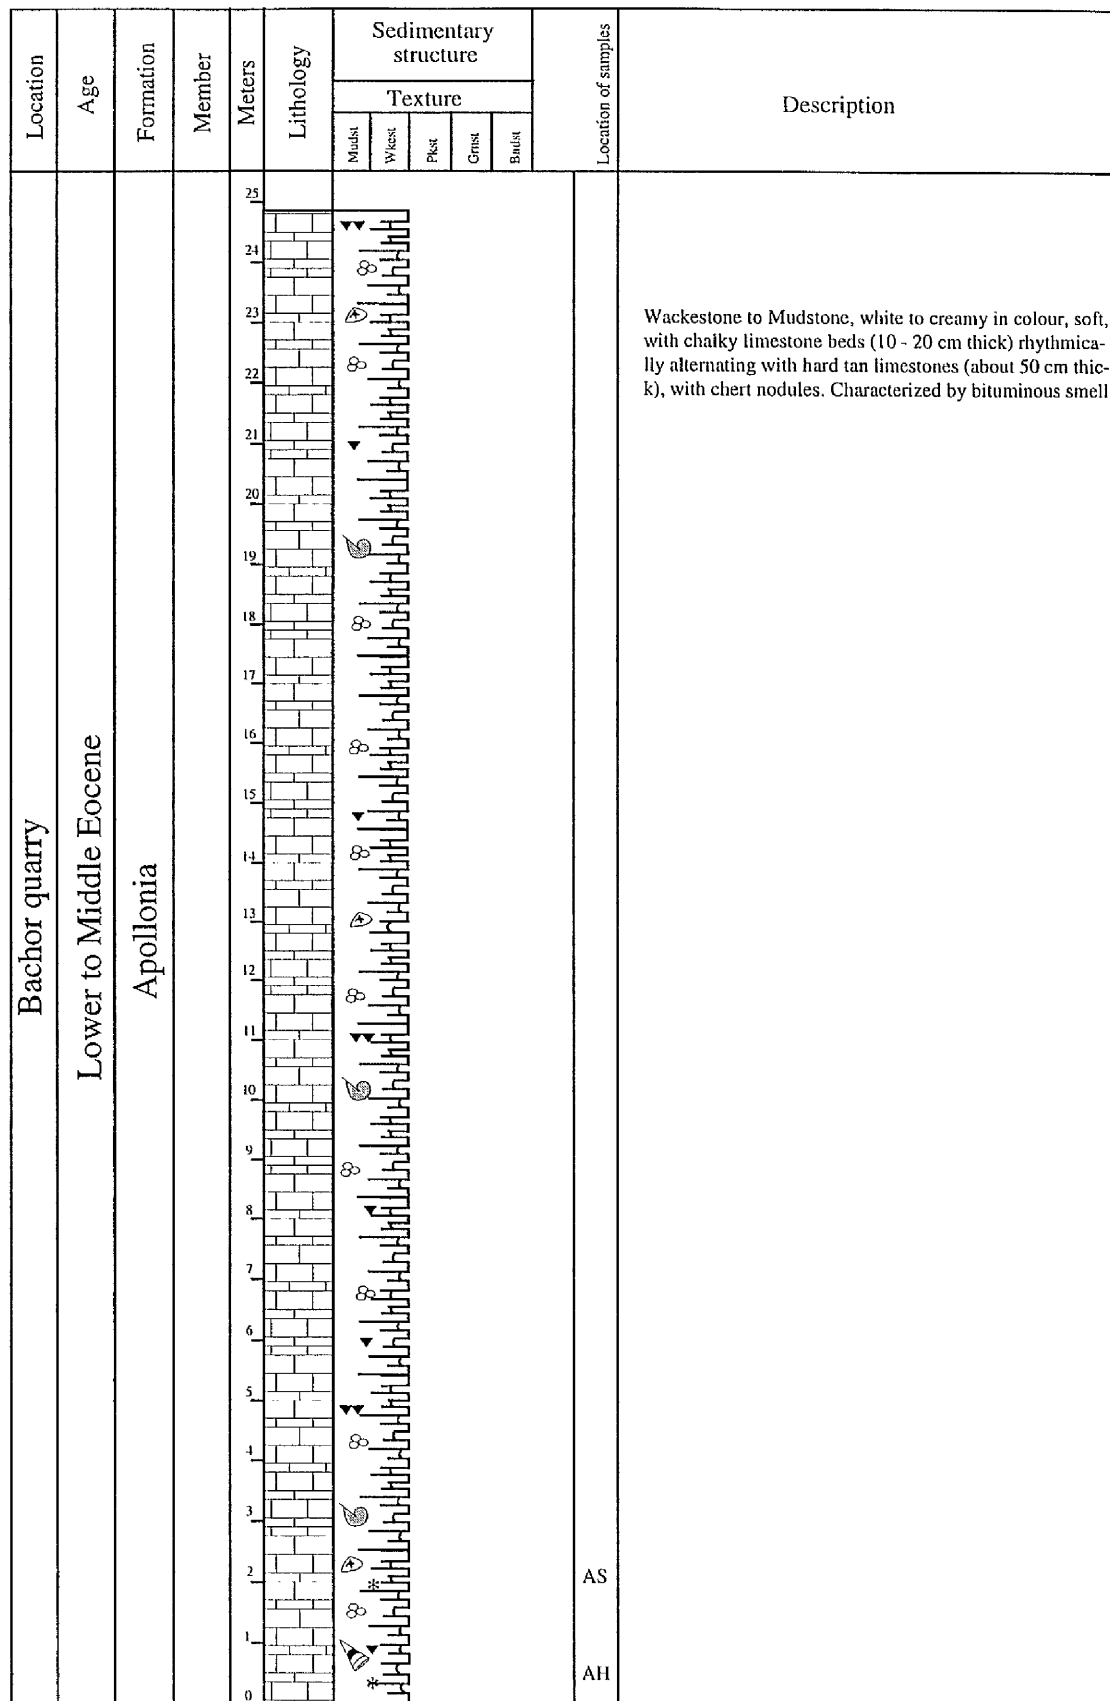 Location
Age
Formation
Member
Meters
Lithology
Sedimentary
structure
Texture
Mudst
Wkest
Pkst
Grnst
Bndst
Location of samples
Description
Bachor quarry
Lower to Middle Eocene
Apollonia
25
24
23
22
21
20
19
18
17
16
15
14
13
12
11
10
9
8
7
6
5
4
3
2
1
0
AS
AH
Wackestone to Mudstone, white to creamy in colour, soft,
with chalky limestone beds (10 - 20 cm thick) rhythmica-
lly alternating with hard tan limestones (about 50 cm thic-
k), with chert nodules. Characterized by bituminous smell